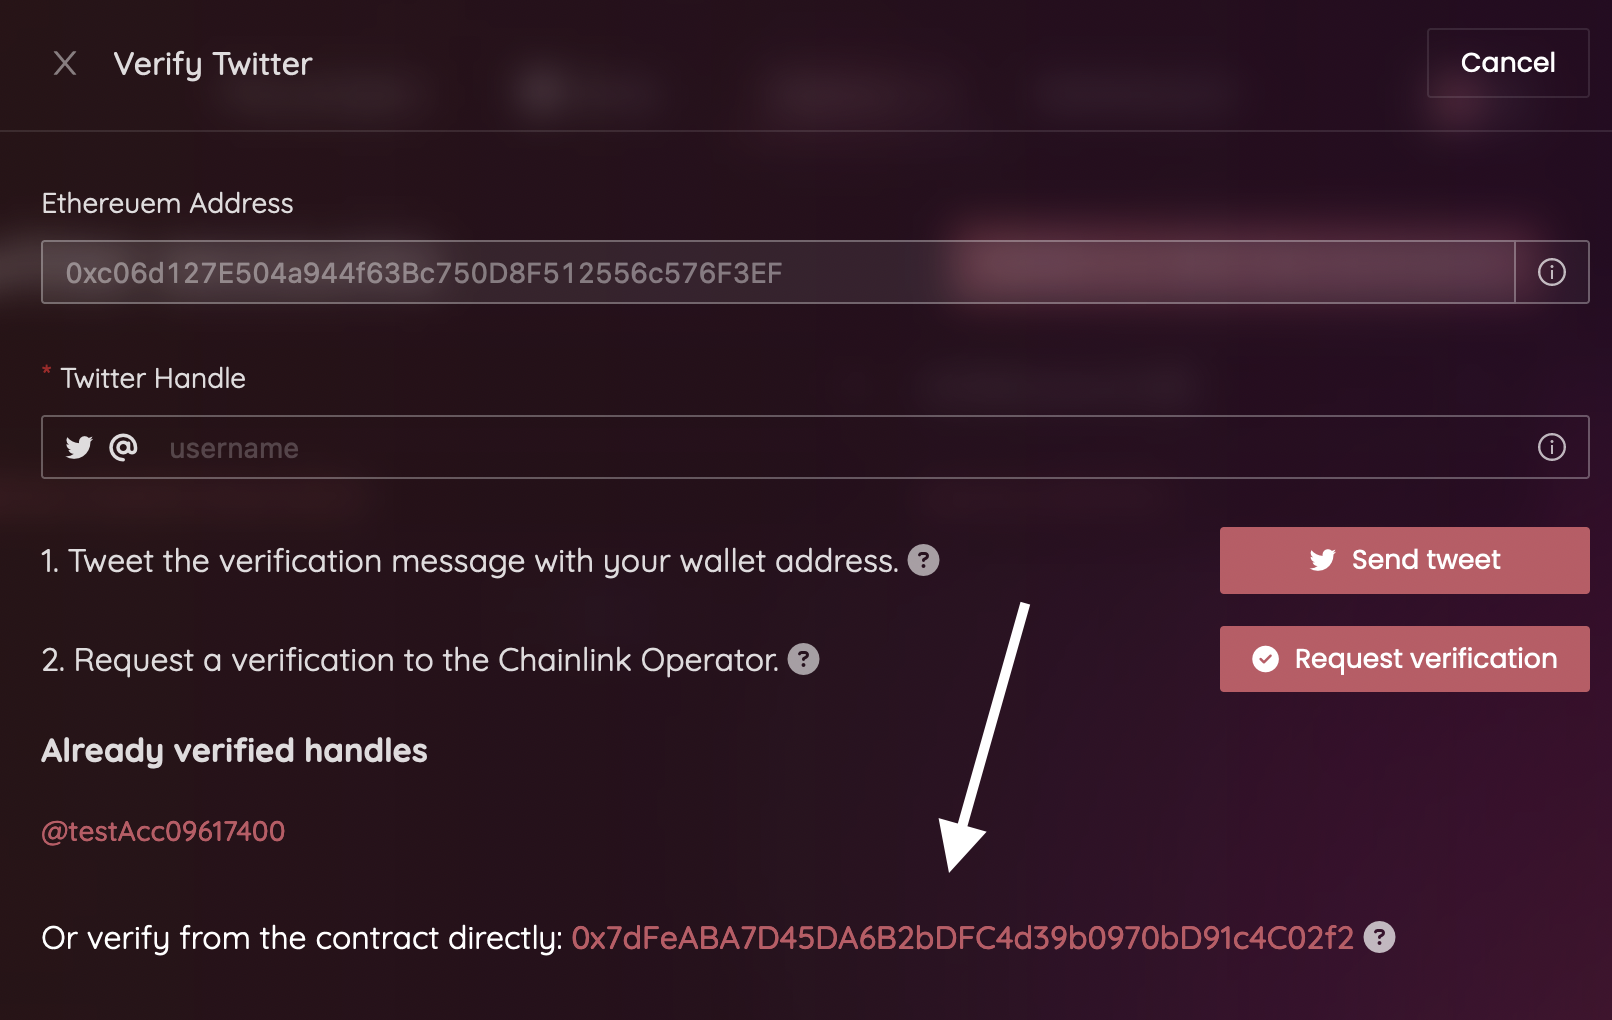 Verify Twitter
Cancel
Ethereuem Address
0xc06d127E504a944f63Bc750D8F512556c576F3EF
* Twitter Handle
@ username
1. Tweet the verification message with your wallet address. ?
Send tweet
2. Request a verification to the Chainlink Operator. ?
Request verification
Already verified handles
@testAcc09617400
Or verify from the contract directly: 0x7dFeABA7D45DA6B2bDFC4d39b0970bD91c4C02f2 ?